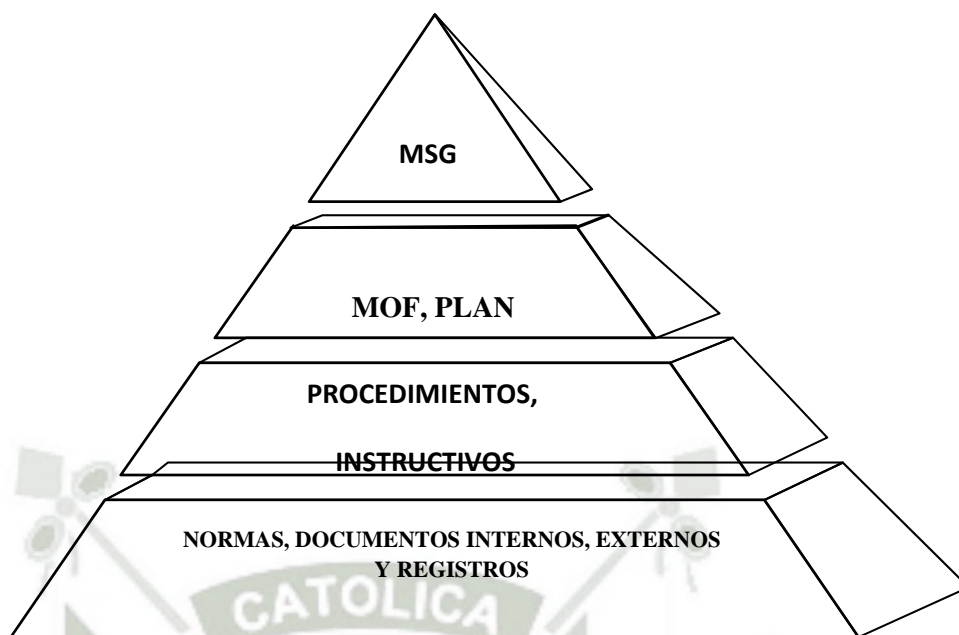 MSG
MOF, PLAN
PROCEDIMIENTOS,
INSTRUCTIVOS
NORMAS, DOCUMENTOS INTERNOS, EXTERNOS
Y REGISTROS
CATOLICA